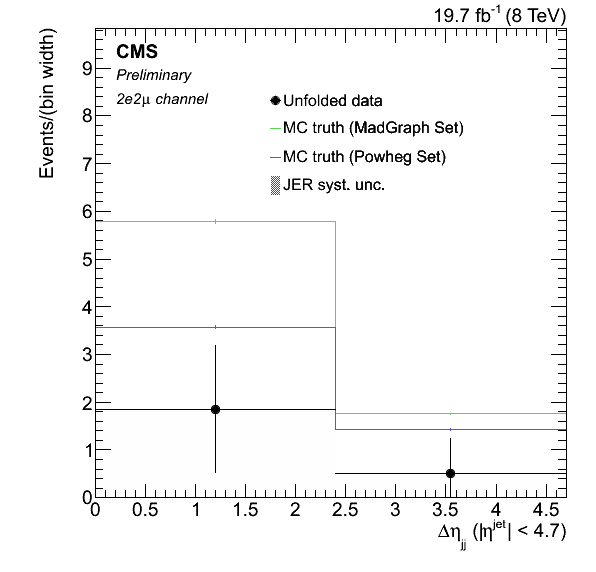 19.7 fb⁻¹ (8 TeV)
Events/(bin width)
CMS
Preliminary
2e2μ channel
Unfolded data
MC truth (MadGraph Set)
MC truth (Powheg Set)
JER syst. unc.
9
8
7
6
5
4
3
2
1
0
0 0.5 1 1.5 2 2.5 3 3.5 4 4.5
Δη_jj (|η^jet| < 4.7)